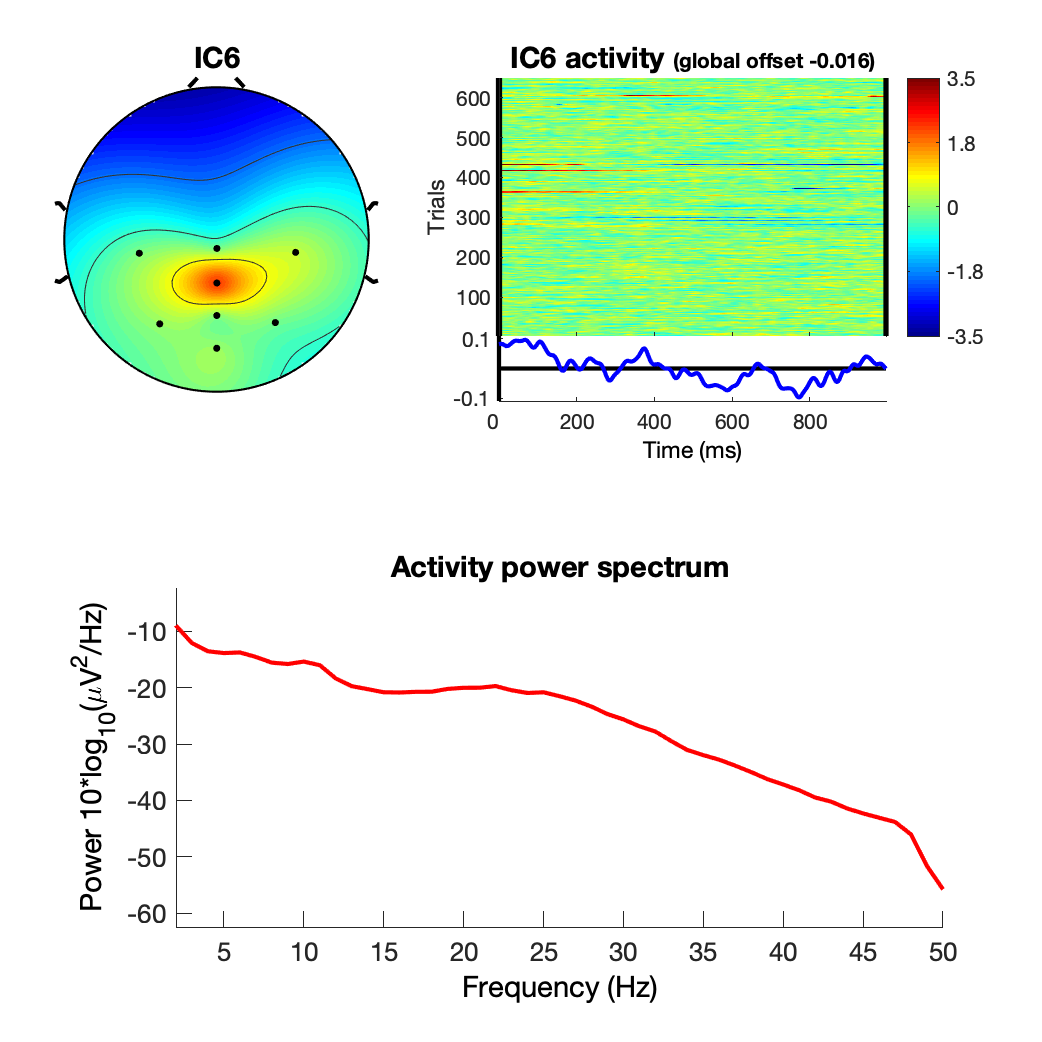 IC6
IC6 activity (global offset -0.016)
3.5
1.8
0
-1.8
-3.5
Trials
600
500
400
300
200
100
0.1
-0.1
0 200 400 600 800
Time (ms)
Activity power spectrum
Power 10*log10(μV2/Hz)
-10
-20
-30
-40
-50
-60
5 10 15 20 25 30 35 40 45 50
Frequency (Hz)